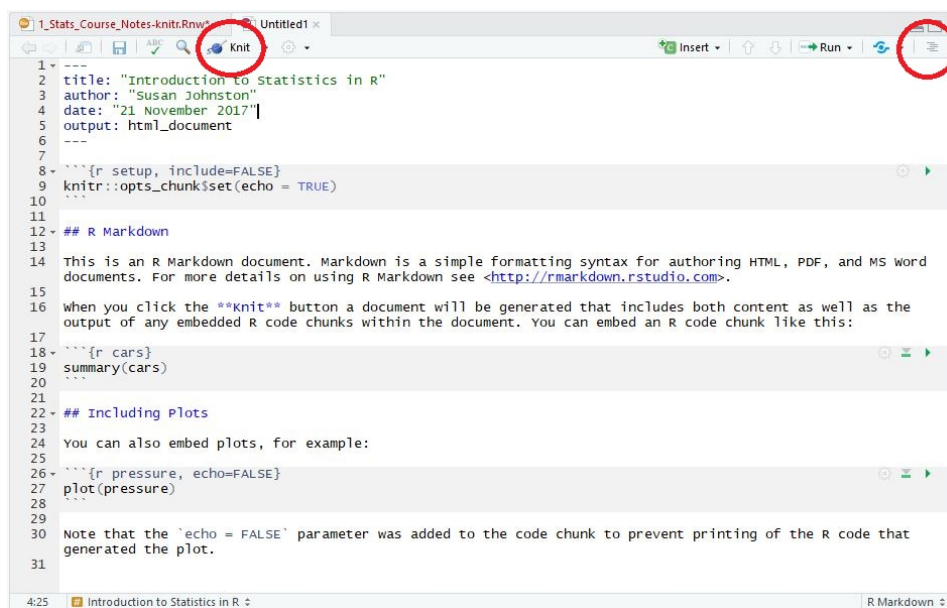 1_Stats_Course_Notes-knitr.Rnw* Untitled1
ABC Knit Insert Run
1 ---
2 title: "Introduction to Statistics in R"
3 author: "Susan Johnston"
4 date: "21 November 2017"
5 output: html_document
6 ---
7
8 ```{r setup, include=FALSE}
9 knitr::opts_chunk$set(echo = TRUE)
10 ```
11
12 ## R Markdown
13
14 This is an R Markdown document. Markdown is a simple formatting syntax for authoring HTML, PDF, and MS Word
documents. For more details on using R Markdown see <http://rmarkdown.rstudio.com>.
15
16 When you click the **Knit** button a document will be generated that includes both content as well as the
output of any embedded R code chunks within the document. You can embed an R code chunk like this:
17
18 ```{r cars}
19 summary(cars)
20 ```
21
22 ## Including Plots
23
24 You can also embed plots, for example:
25
26 ```{r pressure, echo=FALSE}
27 plot(pressure)
28 ```
29
30 Note that the `echo = FALSE` parameter was added to the code chunk to prevent printing of the R code that
generated the plot.
31
4:25 # Introduction to Statistics in R R Markdown